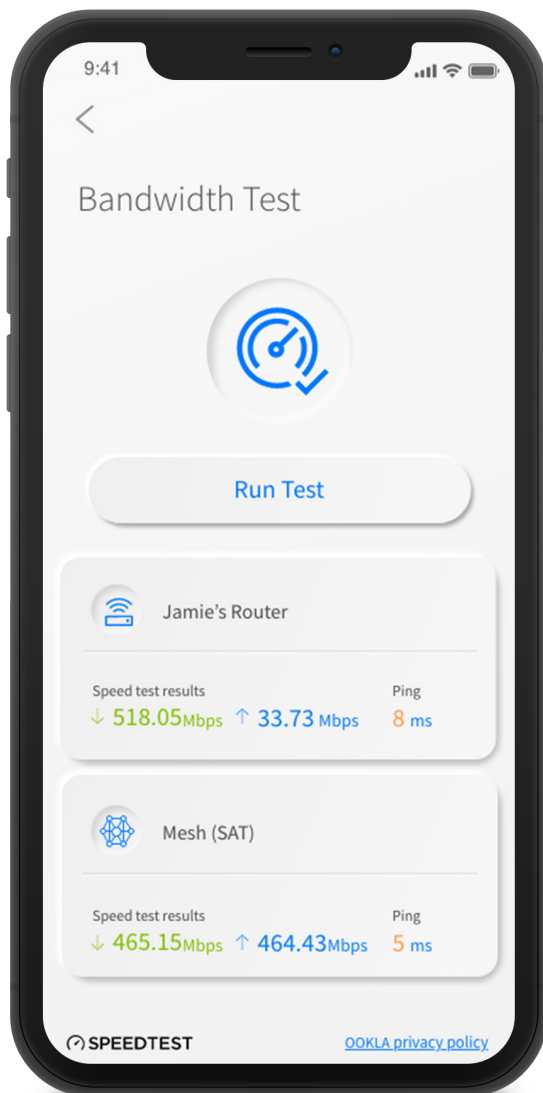 9:41
Bandwidth Test
Run Test
Jamie’s Router
Speed test results Ping
↓ 518.05Mbps ↑ 33.73 Mbps 8 ms
Mesh (SAT)
Speed test results Ping
↓ 465.15Mbps ↑ 464.43Mbps 5 ms
SPEEDTEST OOKLA privacy policy